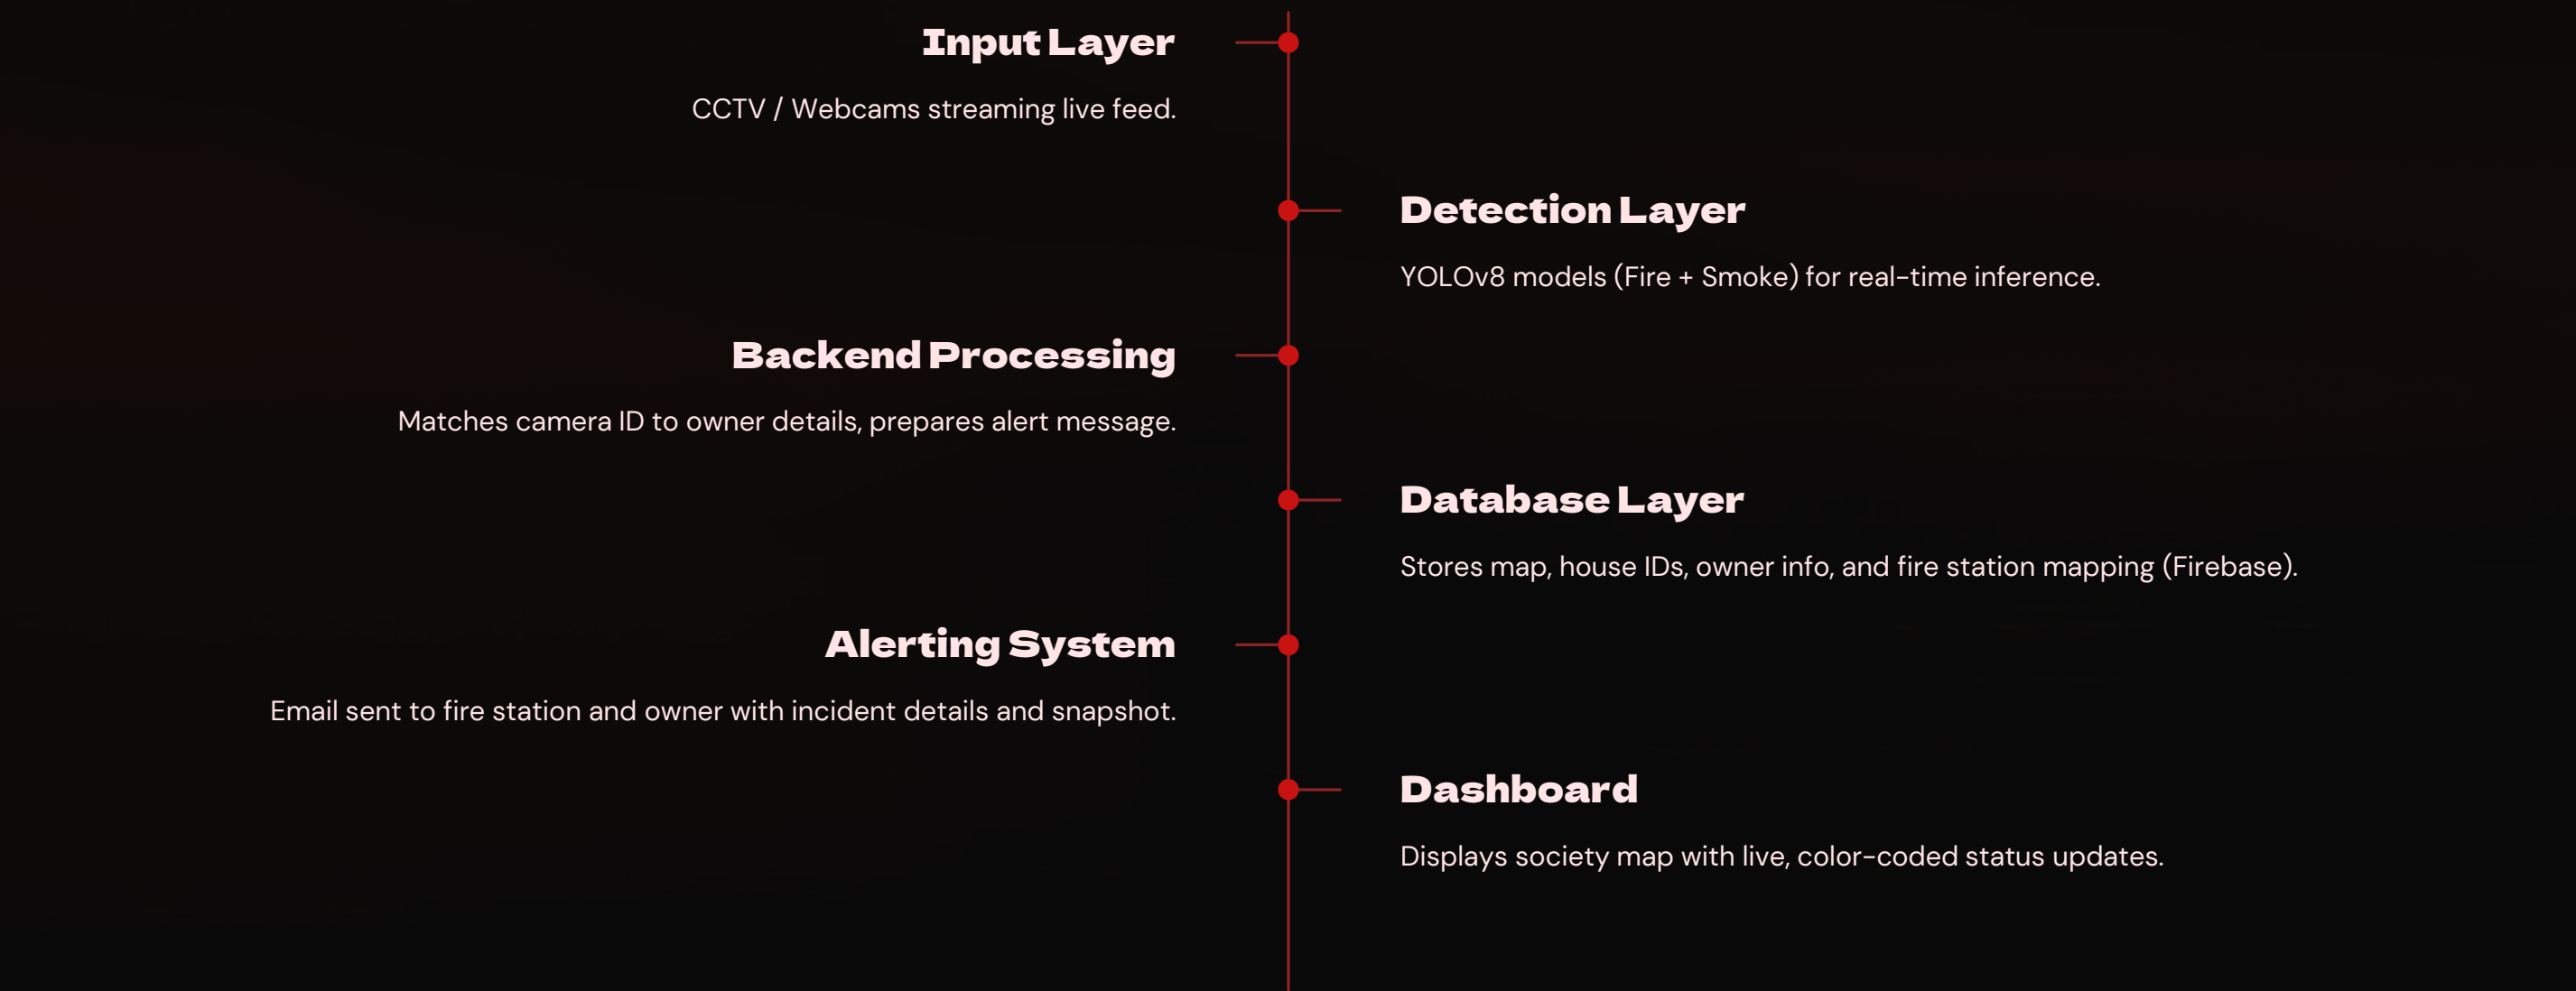 Input Layer
CCTV / Webcams streaming live feed.
Detection Layer
YOLOv8 models (Fire + Smoke) for real-time inference.
Backend Processing
Matches camera ID to owner details, prepares alert message.
Database Layer
Stores map, house IDs, owner info, and fire station mapping (Firebase).
Alerting System
Email sent to fire station and owner with incident details and snapshot.
Dashboard
Displays society map with live, color-coded status updates.